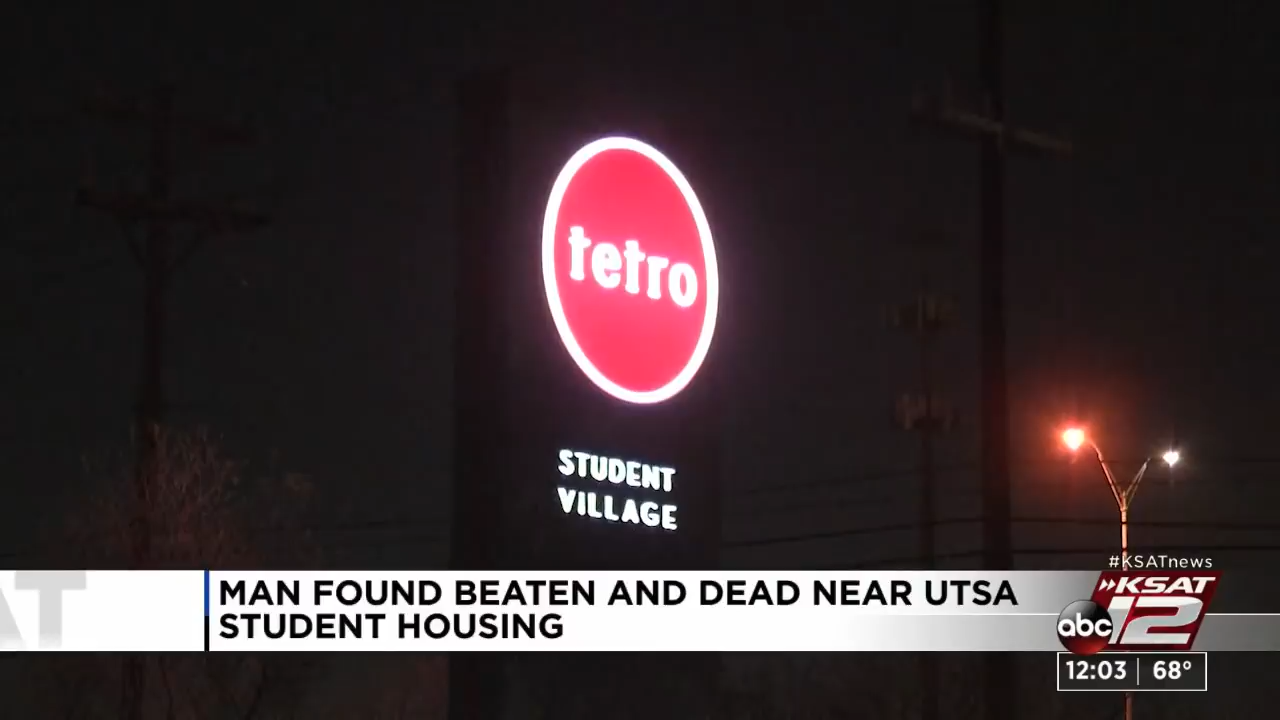 tetro
STUDENT
VILLAGE
#KSATnews
MAN FOUND BEATEN AND DEAD NEAR UTSA
STUDENT HOUSING
KSAT
abc 12
12:03 68°